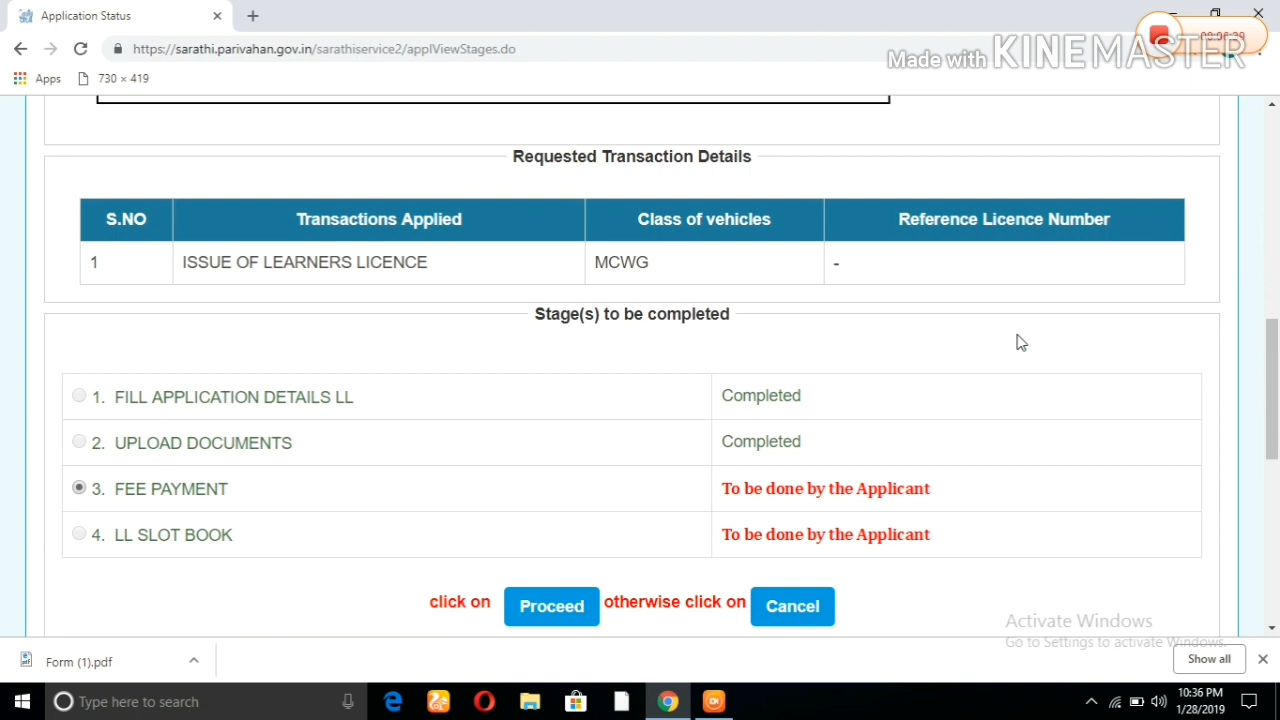 Application Status
https://sarathi.parivahan.gov.in/sarathiservice2/applViewStages.do
Made with KINEMASTER
Apps 730 × 419
Requested Transaction Details
S.NO Transactions Applied Class of vehicles Reference Licence Number
1 ISSUE OF LEARNERS LICENCE MCWG -
Stage(s) to be completed
1. FILL APPLICATION DETAILS LL Completed
2. UPLOAD DOCUMENTS Completed
3. FEE PAYMENT To be done by the Applicant
4. LL SLOT BOOK To be done by the Applicant
click on Proceed otherwise click on Cancel
Activate Windows
Go to Settings to activate Windows.
Form (1).pdf Show all
Type here to search
10:36 PM
1/28/2019